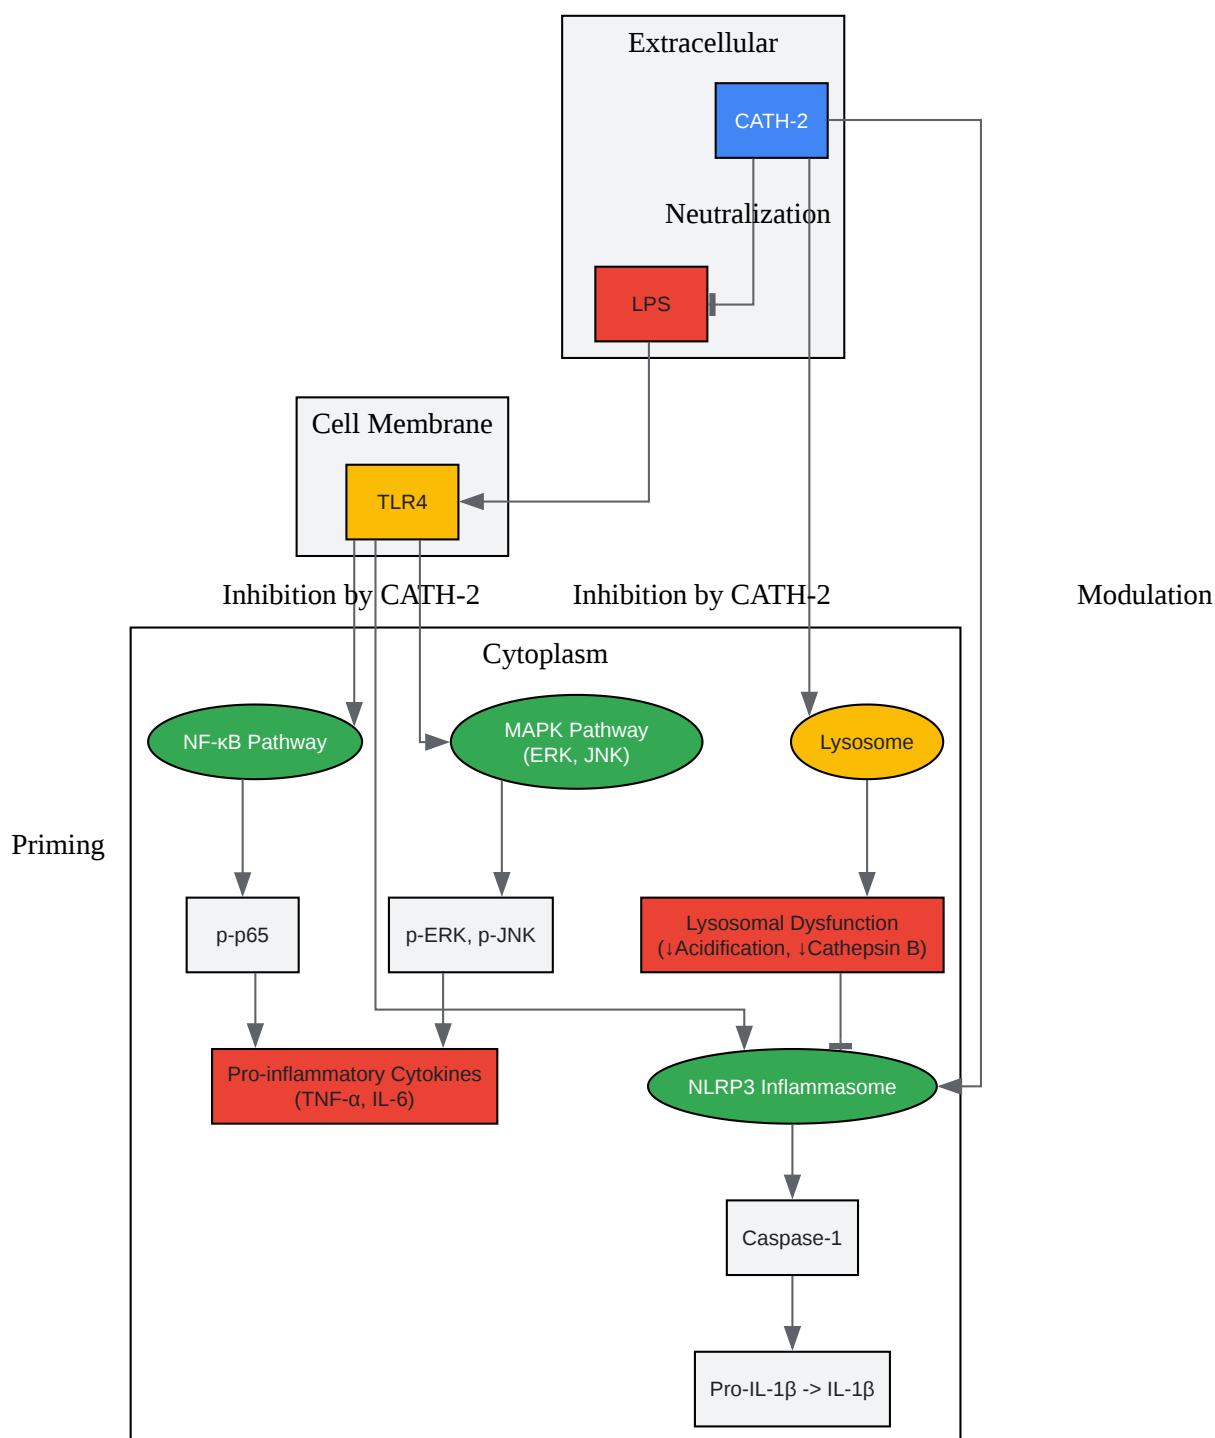 Extracellular
CATH-2
Neutralization
LPS
Cell Membrane
TLR4
Inhibition by CATH-2
Inhibition by CATH-2
Modulation
Cytoplasm
NF-κB Pathway
MAPK Pathway
(ERK, JNK)
Lysosome
Priming
p-p65
p-ERK, p-JNK
Lysosomal Dysfunction
(↓Acidification, ↓Cathepsin B)
Pro-inflammatory Cytokines
(TNF-α, IL-6)
NLRP3 Inflammasome
Caspase-1
Pro-IL-1β -> IL-1β